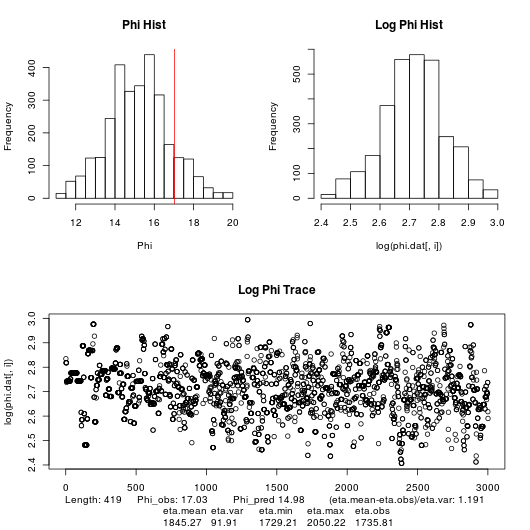 Phi Hist
Log Phi Hist
Frequency
0 100 200 300 400
12 14 16 18 20
Phi
Frequency
0 100 300 500
2.4 2.5 2.6 2.7 2.8 2.9 3.0
log(phi.dat[, i])
Log Phi Trace
log(phi.dat[, i])
2.4 2.5 2.6 2.7 2.8 2.9 3.0
0 500 1000 1500 2000 2500 3000
Length: 419 Phi_obs: 17.03 Phi_pred 14.98 (eta.mean-eta.obs)/eta.var: 1.191
eta.mean eta.var eta.min eta.max eta.obs
1845.27 91.91 1729.21 2050.22 1735.81